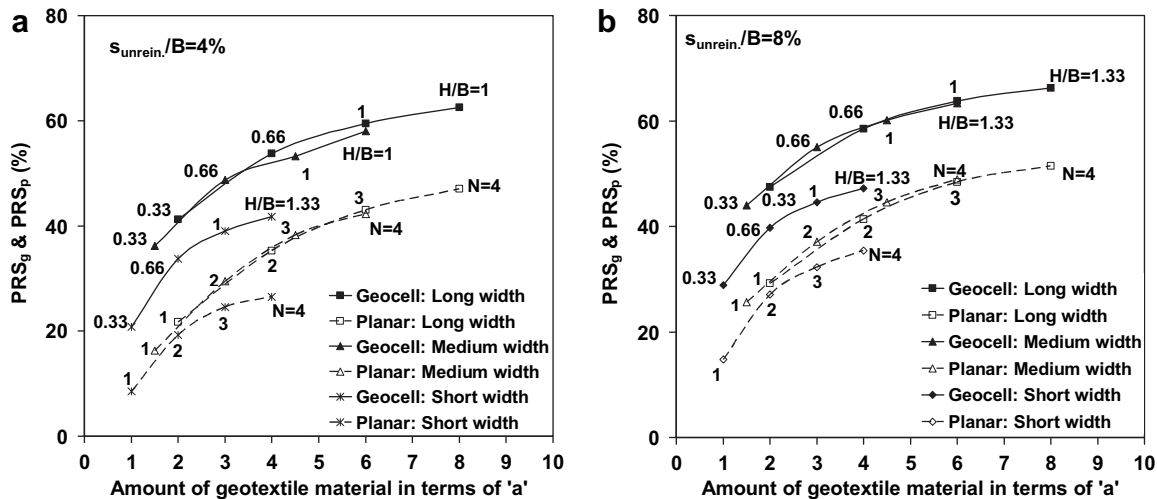 a
s_unrein./B=4%
PRS_g & PRS_p (%)
80
60
40
20
0
0 1 2 3 4 5 6 7 8 9 10
Amount of geotextile material in terms of 'a'
0.33
0.66
1
H/B=1
0.33
0.66
1
H/B=1
0.33
0.66
1
H/B=1.33
1
2
3
N=4
1
2
3
N=4
1
2
3
N=4
Geocell: Long width
Planar: Long width
Geocell: Medium width
Planar: Medium width
Geocell: Short width
Planar: Short width
b
s_unrein./B=8%
PRS_g & PRS_p (%)
80
60
40
20
0
0 1 2 3 4 5 6 7 8 9 10
Amount of geotextile material in terms of 'a'
0.33
0.66
1
H/B=1.33
0.33
0.66
1
H/B=1.33
0.33
0.66
1
H/B=1.33
1
2
3
N=4
1
2
3
N=4
1
2
3
N=4
Geocell: Long width
Planar: Long width
Geocell: Medium width
Planar: Medium width
Geocell: Short width
Planar: Short width